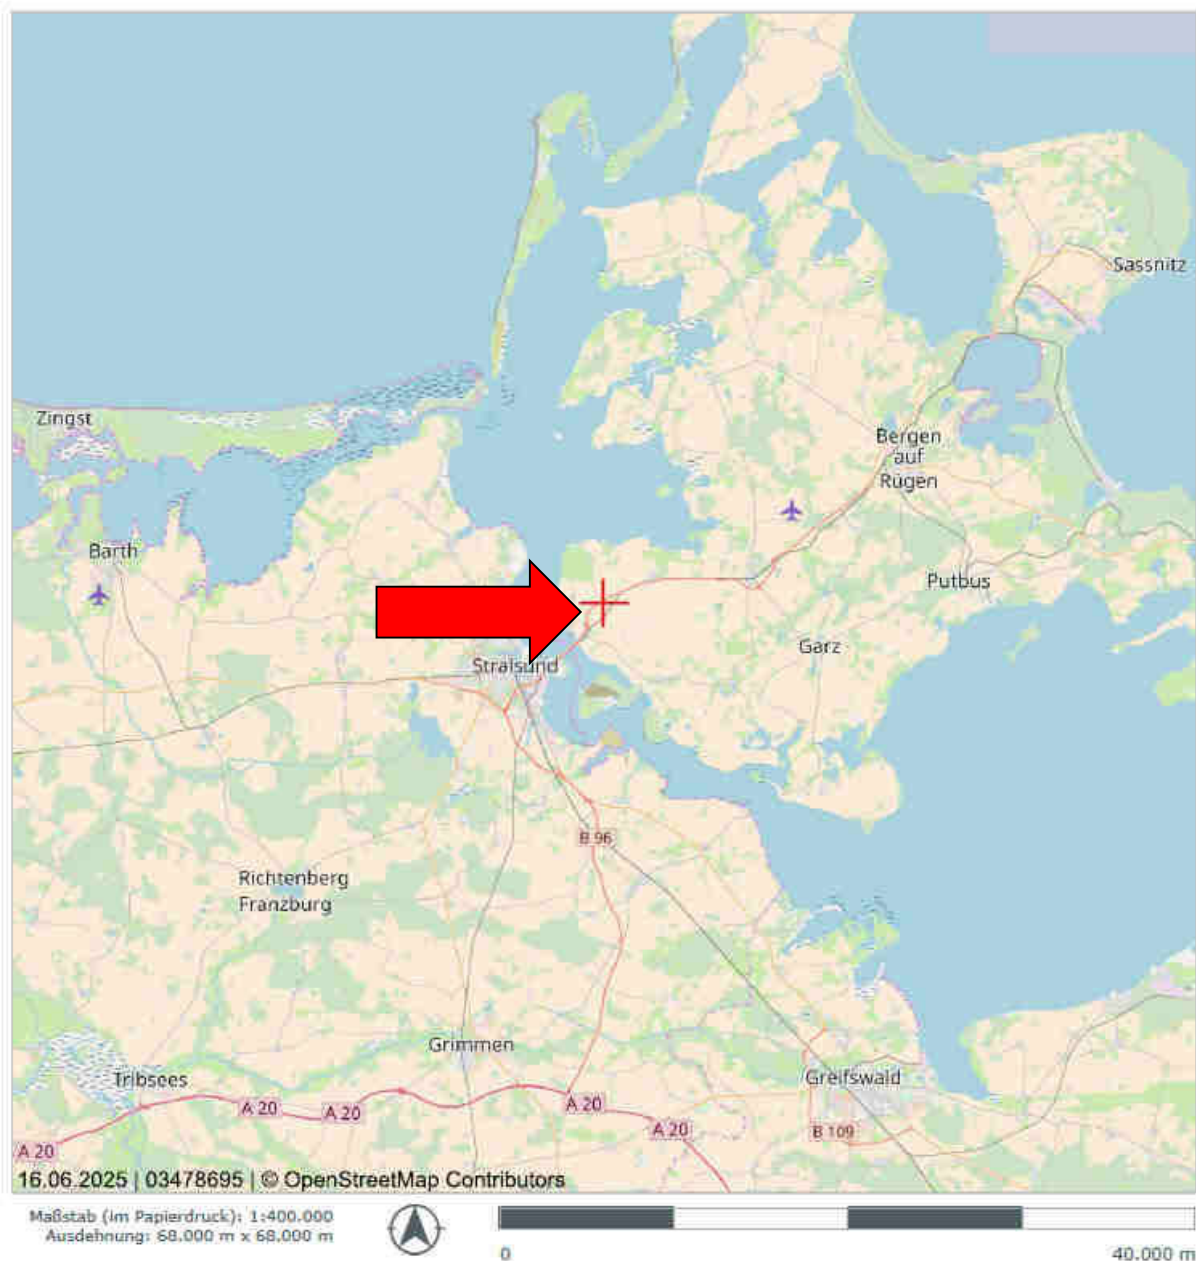 Sassnitz
Zingst
Bergen
auf
Rügen
Barth
Putbus
Garz
Stralsund
B 96
Richtenberg
Franzburg
Grimmen
Tribsees
Greifswald
A 20
A 20
A 20
A 20
B 109
A 20
16.06.2025 | 03478695 | © OpenStreetMap Contributors
Maßstab (im Papierdruck): 1:400.000
Ausdehnung: 68.000 m x 68.000 m
0
40.000 m